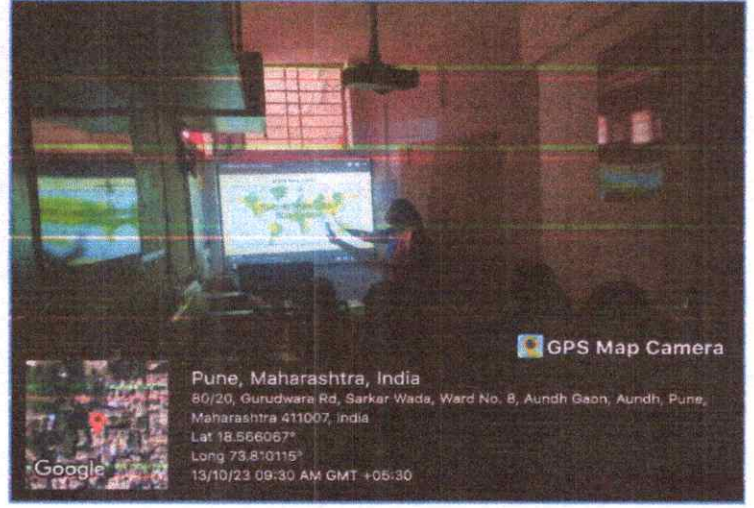 GPS Map Camera
Pune, Maharashtra, India
80/20, Gurudwara Rd, Sarkar Wada, Ward No. 8, Aundh Gaon, Aundh, Pune,
Maharashtra 411007, India
Lat 18.566067°
Long 73.810115°
13/10/23 09:30 AM GMT +05:30
Google